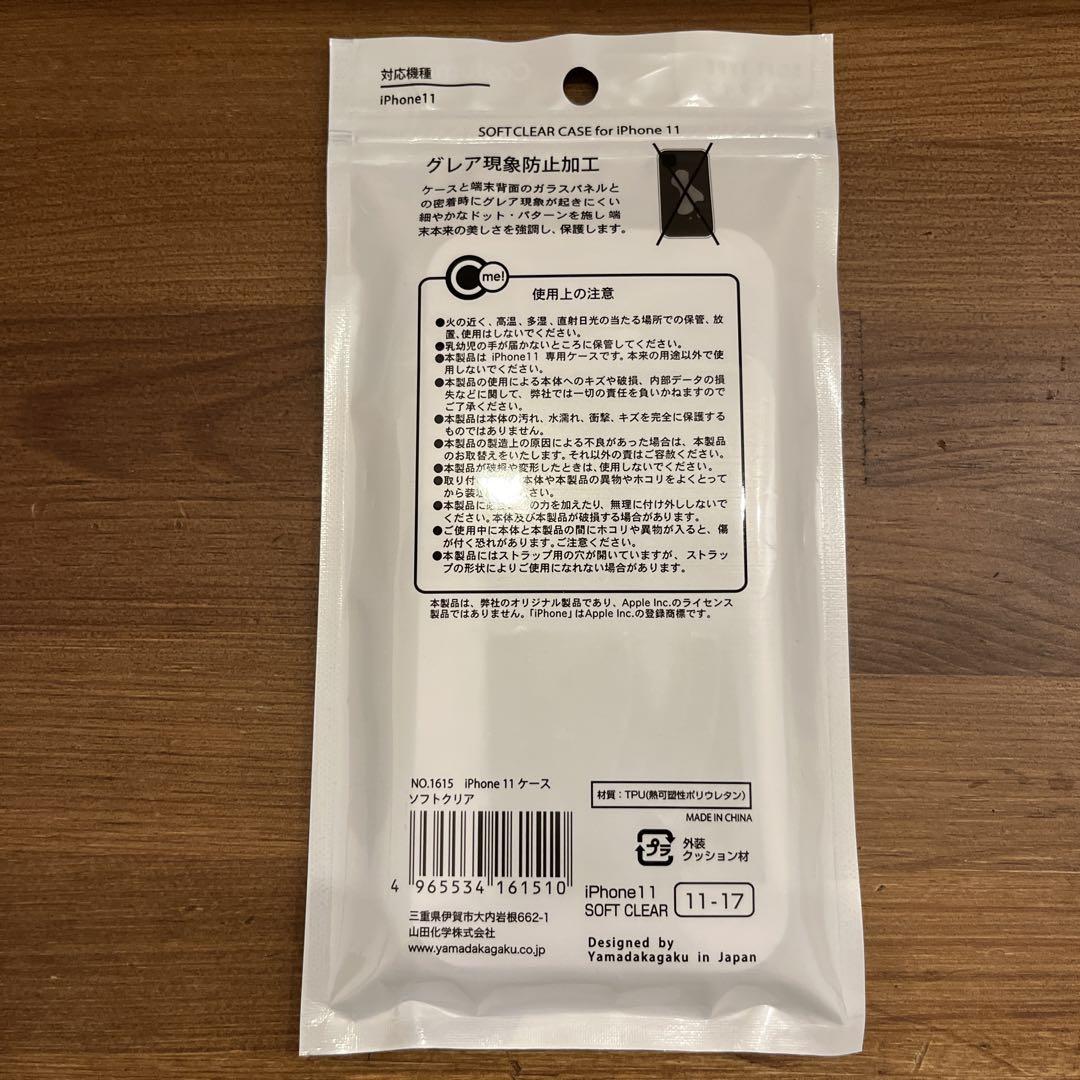 対応機種
iPhone11
SOFT CLEAR CASE for iPhone 11
グレア現象防止加工
ケースと端末背面のガラスパネルと
の密着時にグレア現象が起きにくい
細やかなドット・パターンを施し 端
末本来の美しさを強調し、保護します。
me!
使用上の注意
●火の近く、高温、多湿、直射日光の当たる場所での保管、放
置、使用はしないでください。
●乳幼児の手が届かないところに保管してください。
●本製品は iPhone11 専用ケースです。本来の用途以外で使
用しないでください。
●本製品の使用による本体へのキズや破損、内部データの損
失などに関して、弊社では一切の責任を負いかねますので
ご了承ください。
●本製品は本体の汚れ、水濡れ、衝撃、キズを完全に保護する
ものではありません。
●本製品の製造上の原因による不良があった場合は、本製品
のお取替えをいたします。それ以外の責はご容赦ください。
●本製品が破損や変形したときは、使用しないでください。
●取り付 本体や本製品の異物やホコリをよくとって
から装 さい。
●本製品に の力を加えたり、無理に付け外ししないで
ください。本体及び本製品が破損する場合があります。
●ご使用中に本体と本製品の間にホコリや異物が入ると、傷
が付く恐れがあります。ご注意ください。
●本製品にはストラップ用の穴が開いていますが、ストラッ
プの形状によりご使用になれない場合があります。
本製品は、弊社のオリジナル製品であり、Apple Inc.のライセンス
製品ではありません。「iPhone」はApple Inc.の登録商標です。
NO.1615 iPhone 11 ケース
ソフトクリア
材質：TPU(熱可塑性ポリウレタン)
MADE IN CHINA
プラ
外装
クッション材
4 965534 161510
iPhone11
SOFT CLEAR
11-17
三重県伊賀市大内岩根662-1
山田化学株式会社
www.yamadakagaku.co.jp
Designed by
Yamadakagaku in Japan